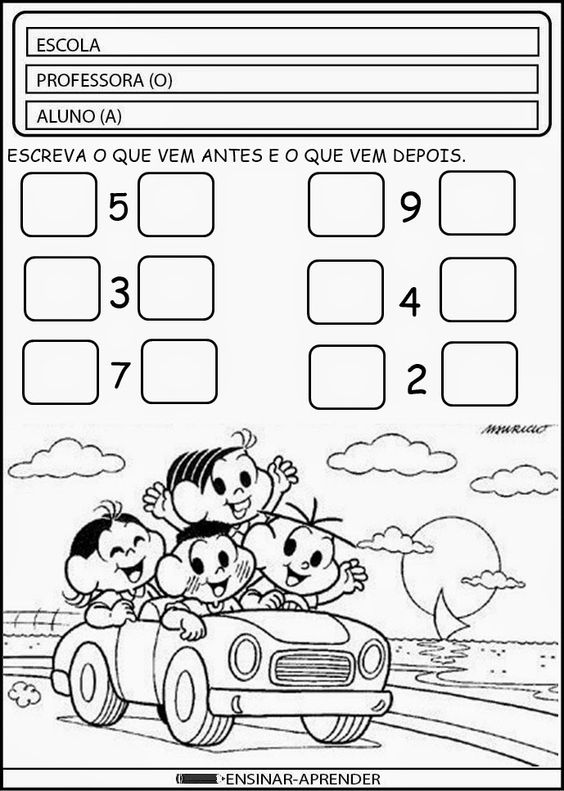 ESCOLA
PROFESSORA (O)
ALUNO (A)
ESCREVA O QUE VEM ANTES E O QUE VEM DEPOIS.
5 9
3 4
7 2
MAURICIO
ENSINAR-APRENDER